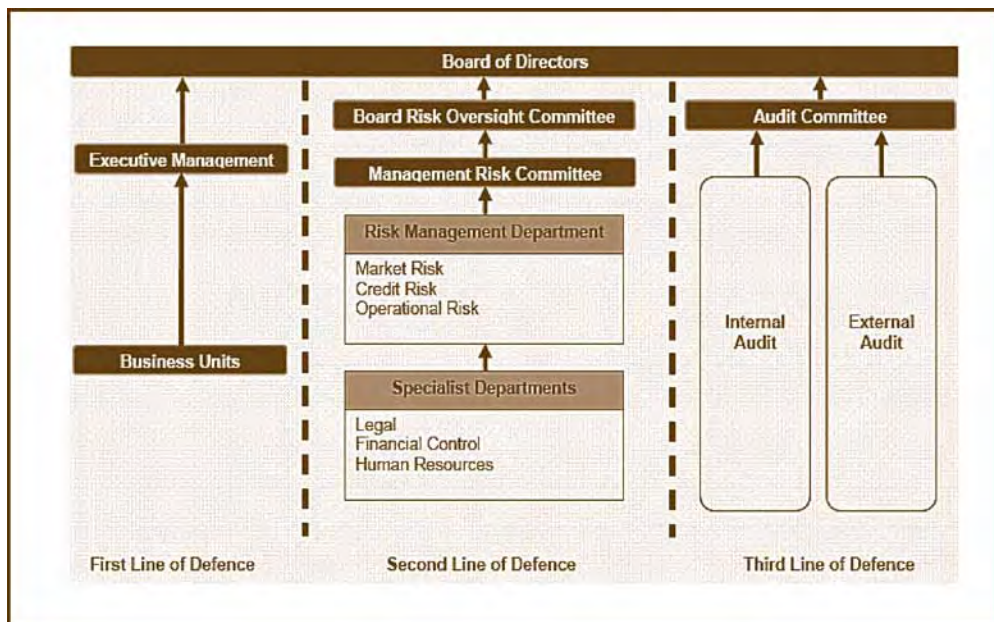 Board of Directors
Executive Management
Business Units
First Line of Defence
Board Risk Oversight Committee
Management Risk Committee
Risk Management Department
Market Risk
Credit Risk
Operational Risk
Specialist Departments
Legal
Financial Control
Human Resources
Second Line of Defence
Audit Committee
Internal
Audit
External
Audit
Third Line of Defence